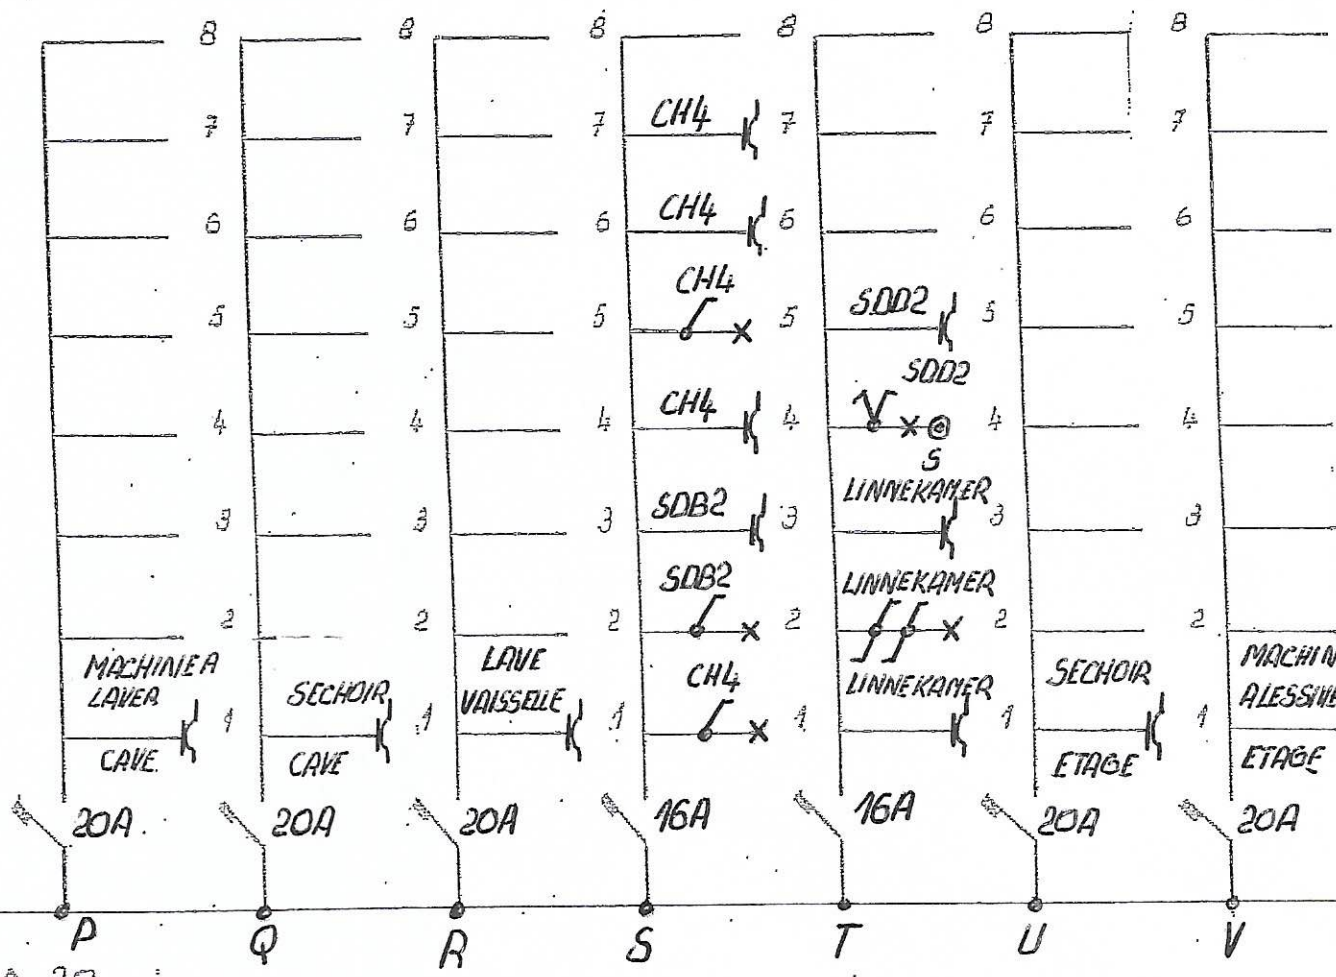 8 8 8 8 8 8
7 7 CH4 7 7 7
7
6 6 CH4 6 6 6
6
CH4
5 5 5 5 SDD2 5 5
SDD2
4 4 4 CH4 4 4 4
S
3 3 3 SDB2 3 LINNEKAMER 3 3
SDB2 LINNEKAMER
2 2 2 2 2 2
MACHINE A LAVE CH4 LINNEKAMER SECHOIR MACHIN
LAVER SECHOIR VAISSELLE ALESSIVE
1 1 1 1 1 1
CAVE CAVE ETAGE ETAGE
20A. 20A 20A 16A 16A 20A 20A
P Q R S T U V